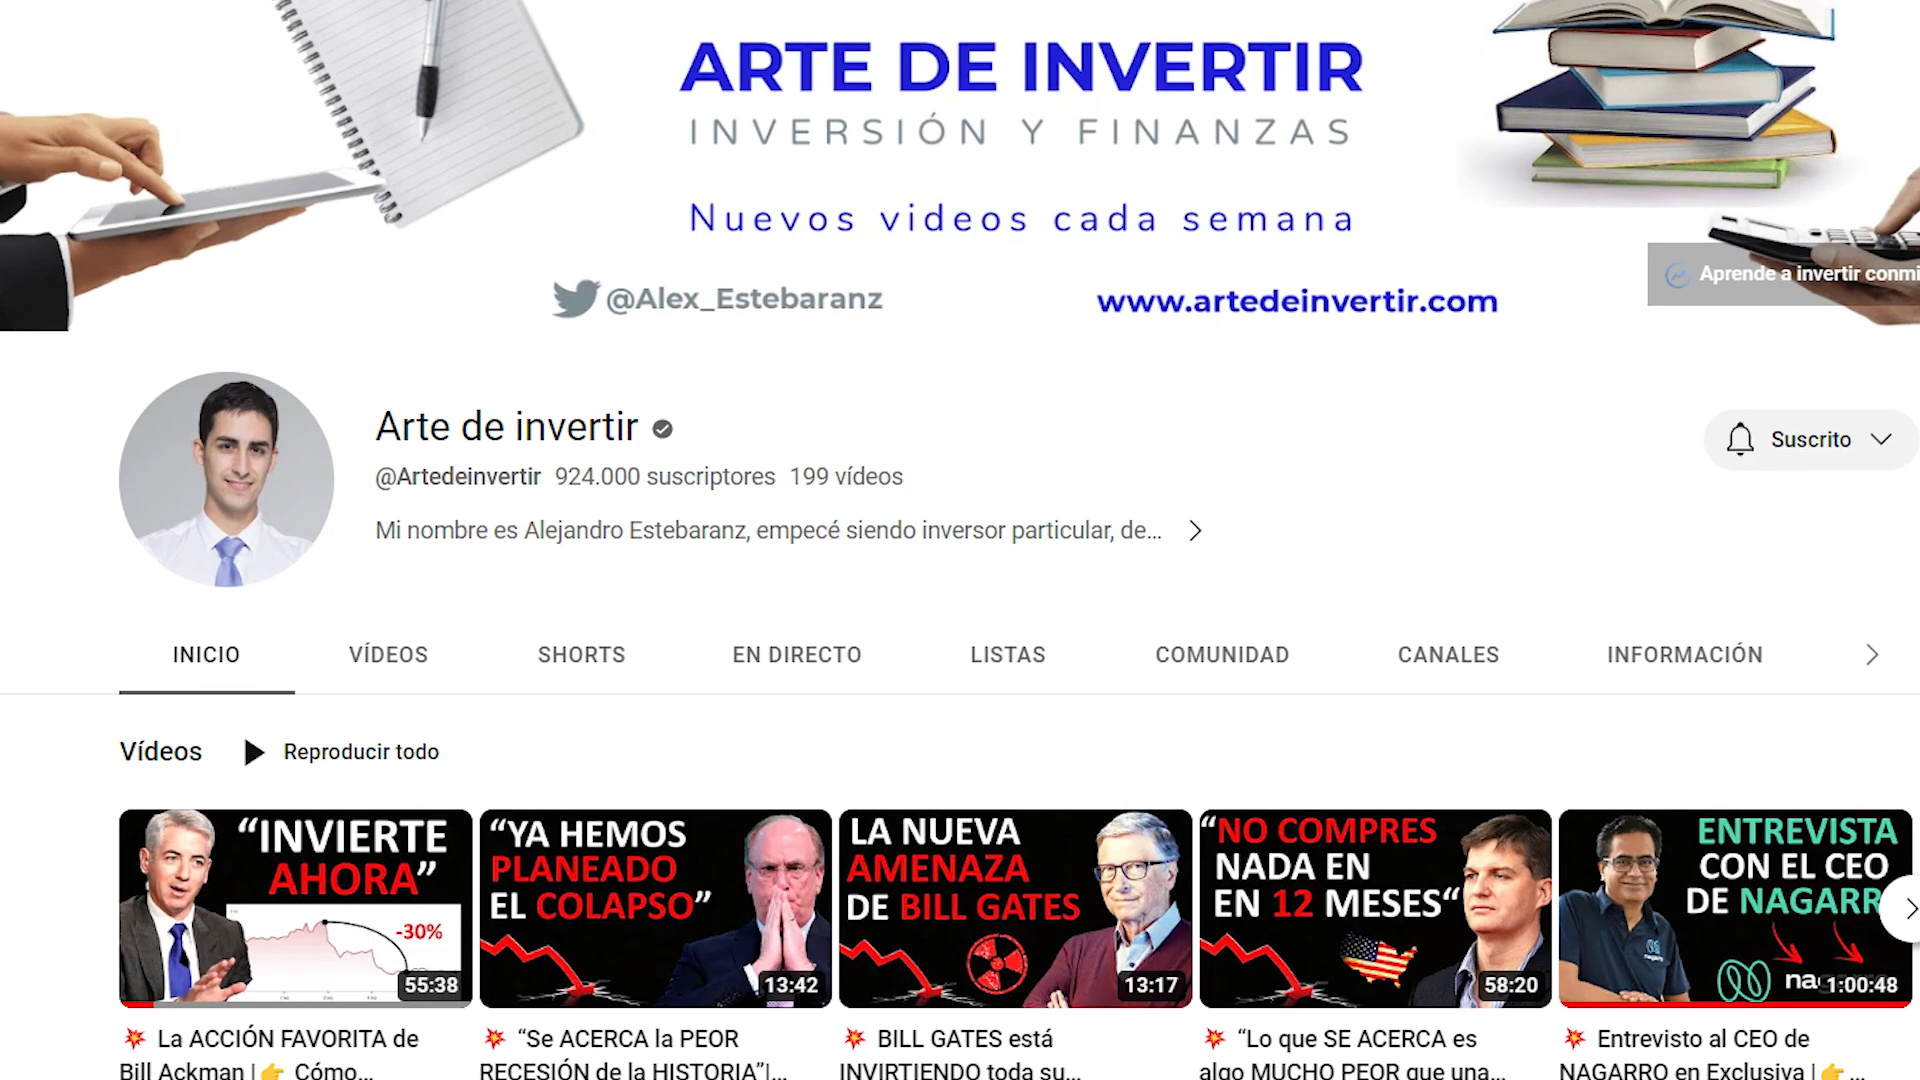 ARTE DE INVERTIR
INVERSIÓN Y FINANZAS
Nuevos videos cada semana
@Alex_Estebaranz
www.artedeinvertir.com
Aprende a invertir
Arte de invertir
@Artedeinvertir 924.000 suscriptores 199 vídeos
Mi nombre es Alejandro Estebaranz, empecé siendo inversor particular, de...
Suscrito
INICIO VÍDEOS SHORTS EN DIRECTO LISTAS COMUNIDAD CANALES INFORMACIÓN
Vídeos
Reproducir todo
“INVIERTE
AHORA”
-30%
55:38
“YA HEMOS
PLANEADO
EL COLAPSO”
13:42
LA NUEVA
AMENAZA
DE BILL GATES
13:17
“NO COMPRES
NADA EN
EN 12 MESES“
58:20
ENTREVISTA
CON EL CEO
DE NAGARR
nagarro
1:00:48
💥 La ACCIÓN FAVORITA de
Bill Ackman | 👉 Cómo...
💥 “Se ACERCA la PEOR
RECESIÓN de la HISTORIA”|...
💥 BILL GATES está
INVIRTIENDO toda su...
💥 “Lo que SE ACERCA es
algo MUCHO PEOR que una...
💥 Entrevisto al CEO de
NAGARRO en Exclusiva | 👉 ...